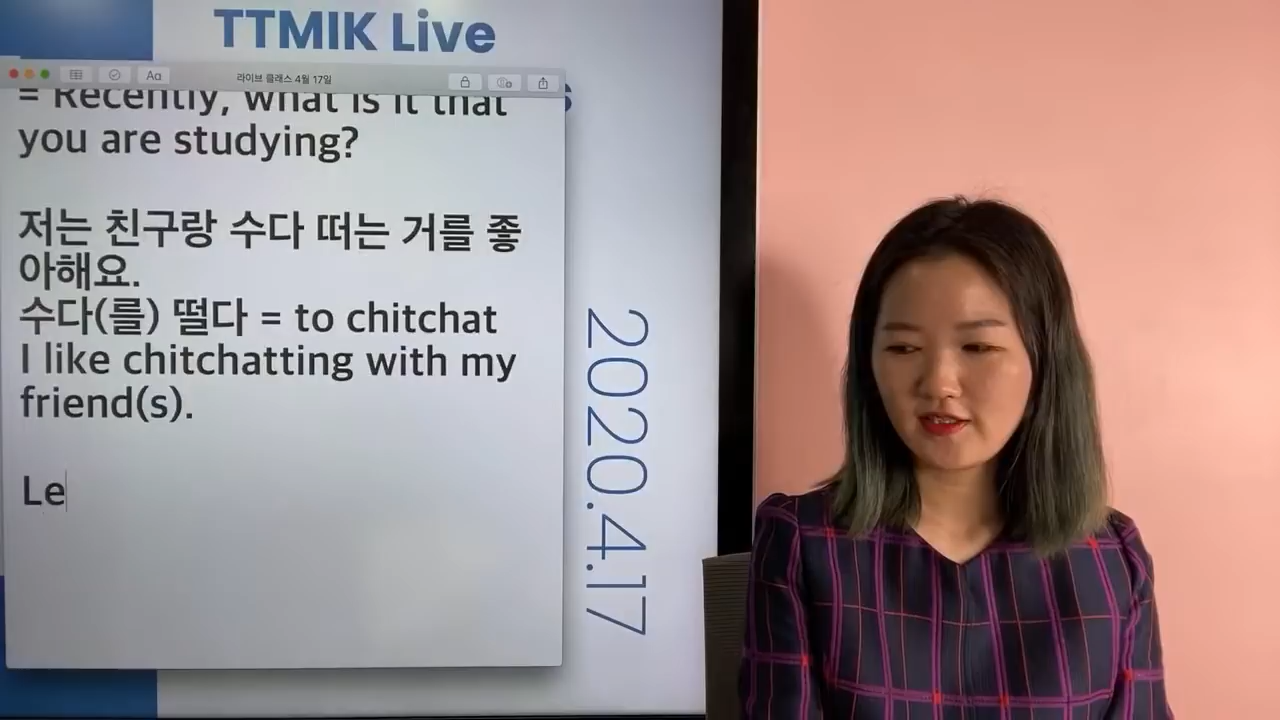 TTMIK Live
Aa
라이브 클래스 4월 17일
s
= Recently, what is it that
you are studying?
저는 친구랑 수다 떠는 거를 좋
아해요.
수다(를) 떨다 = to chitchat
I like chitchatting with my
friend(s).
Le
2020.4.17